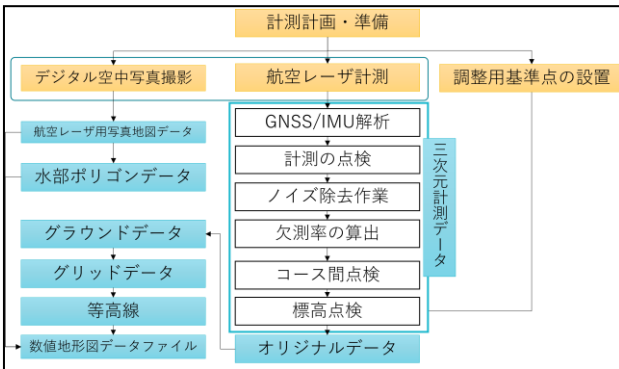 計測計画・準備
デジタル空中写真撮影
航空レーザ計測
調整用基準点の設置
航空レーザ用写真地図データ
水部ポリゴンデータ
GNSS/IMU解析
計測の点検
ノイズ除去作業
欠測率の算出
コース間点検
標高点検
三次元計測データ
オリジナルデータ
グラウンドデータ
グリッドデータ
等高線
数値地形図データファイル